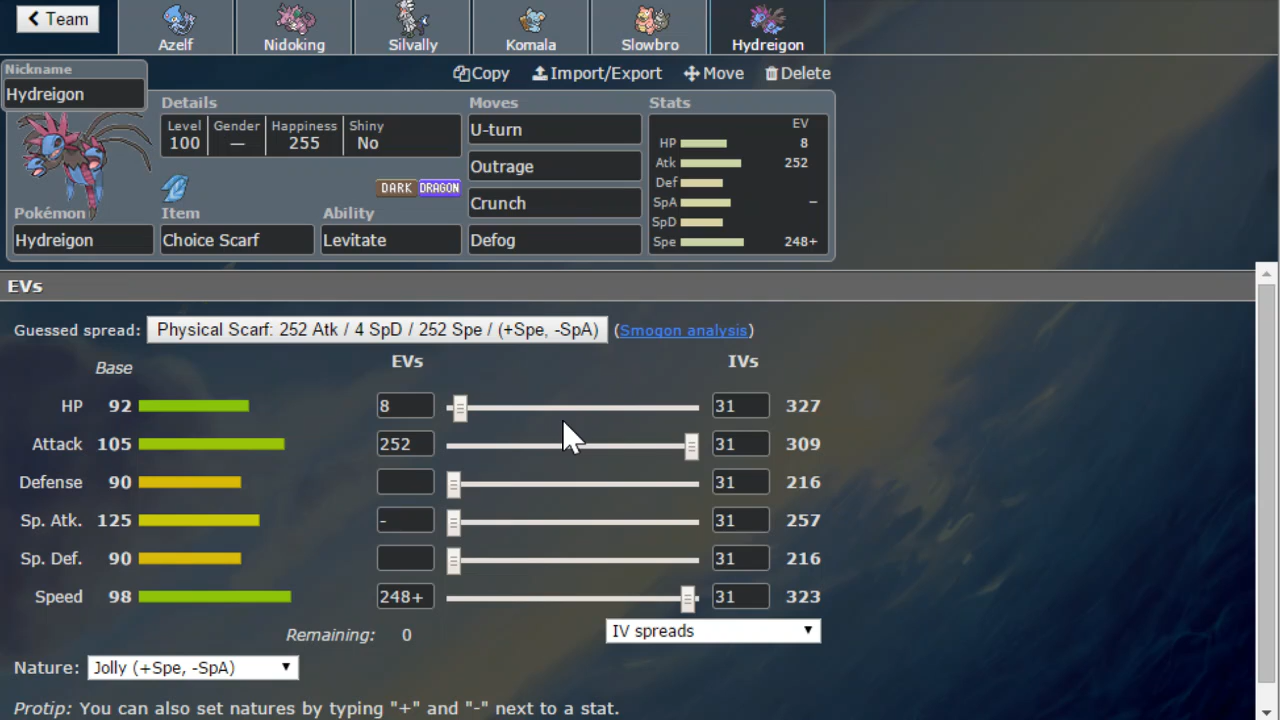 Team
Azelf
Nidoking
Silvally
Komala
Slowbro
Hydreigon
Copy Import/Export Move Delete
Nickname
Hydreigon
Details
Level Gender Happiness Shiny
100 — 255 No
DARK DRAGON
Pokémon Item Ability
Hydreigon Choice Scarf Levitate
Moves
U-turn
Outrage
Crunch
Defog
Stats
EV
HP 8
Atk 252
Def
SpA –
SpD
Spe 248+
EVs
Guessed spread: Physical Scarf: 252 Atk / 4 SpD / 252 Spe / (+Spe, -SpA) (Smogon analysis)
Base EVs IVs
HP 92 8 31 327
Attack 105 252 31 309
Defense 90 31 216
Sp. Atk. 125 - 31 257
Sp. Def. 90 31 216
Speed 98 248+ 31 323
Remaining: 0 IV spreads
Nature: Jolly (+Spe, -SpA)
Protip: You can also set natures by typing "+" and "-" next to a stat.